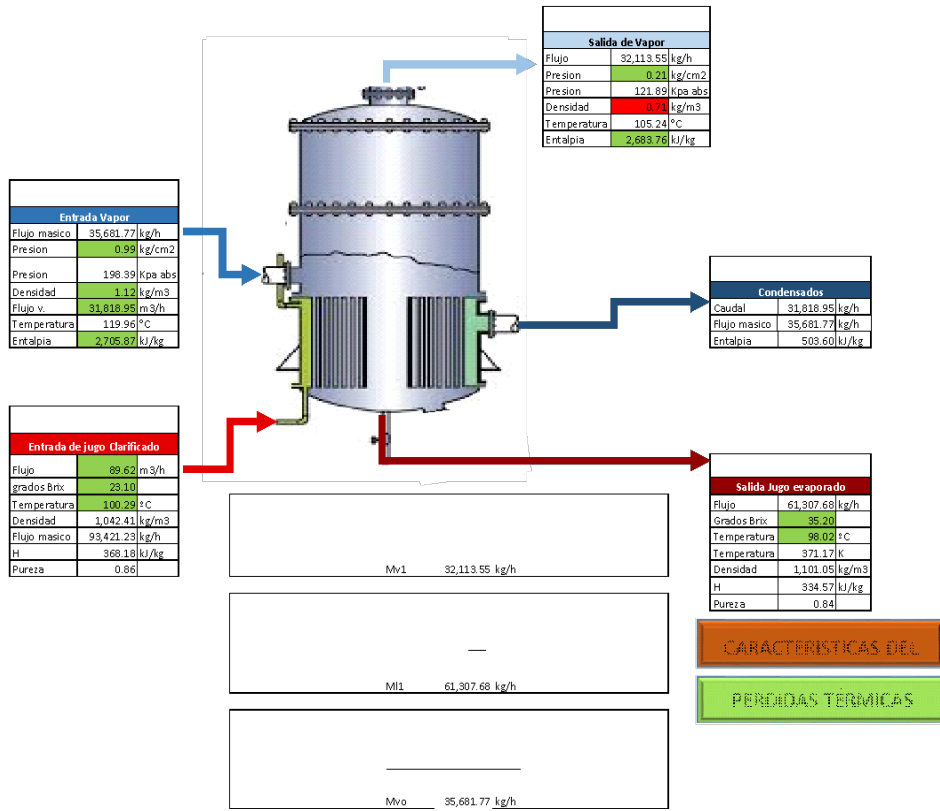 Salida de Vapor
Flujo 32,113.55 kg/h
Presion 0.21 kg/cm2
Presion 121.89 Kpa abs
Densidad 0.71 kg/m3
Temperatura 105.24 °C
Entalpia 2,683.76 kJ/kg
Entrada Vapor
Flujo masico 35,681.77 kg/h
Presion 0.99 kg/cm2
Presion 198.39 Kpa abs
Densidad 1.12 kg/m3
Flujo v. 31,818.95 m3/h
Temperatura 119.96 °C
Entalpia 2,705.87 kJ/kg
Condensados
Caudal 31,818.95 kg/h
Flujo masico 35,681.77 kg/h
Entalpia 503.60 kJ/kg
Entrada de jugo Clarificado
Flujo 89.62 m3/h
grados Brix 23.10
Temperatura 100.29 °C
Densidad 1,042.41 kg/m3
Flujo masico 93,421.23 kg/h
H 368.18 kJ/kg
Pureza 0.86
Salida Jugo evaporado
Flujo 61,307.68 kg/h
Grados Brix 35.20
Temperatura 98.02 °C
Temperatura 371.17 K
Densidad 1,101.05 kg/m3
H 334.57 kJ/kg
Pureza 0.84
Mv1 32,113.55 kg/h
Ml1 61,307.68 kg/h
Mvo 35,681.77 kg/h
CARACTERISTICAS DEL
PERDIDAS TÉRMICAS